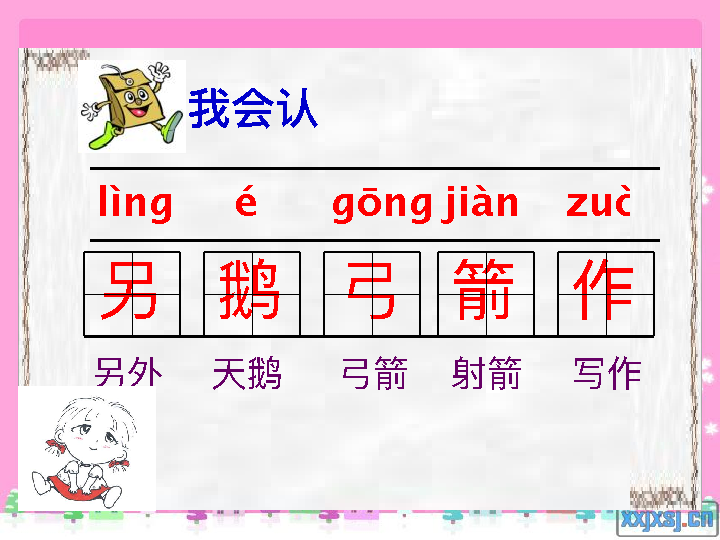 我会认
lìng é gōng jiàn zuò
另 鹅 弓 箭 作
另外 天鹅 弓箭 射箭 写作
xxjxsj.cn